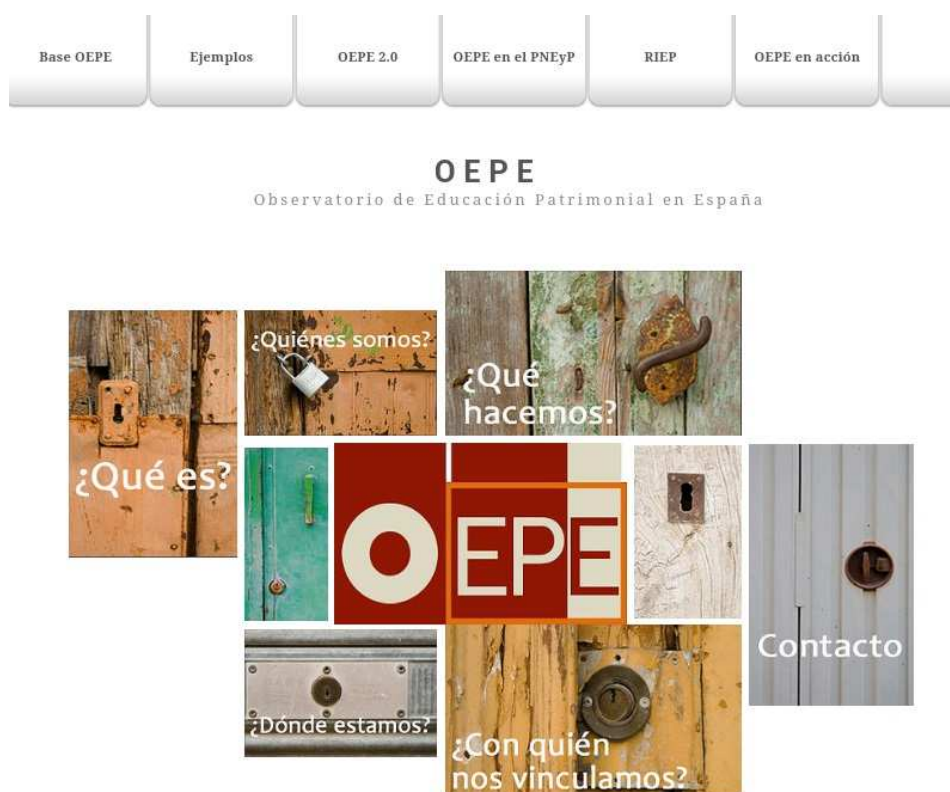 Base OEPE
Ejemplos
OEPE 2.0
OEPE en el PNEyP
RIEP
OEPE en acción
OEPE
Observatorio de Educación Patrimonial en España
¿Qué es?
¿Quiénes somos?
¿Qué
hacemos?
OEPE
Contacto
¿Dónde estamos?
¿Con quién
nos vinculamos?